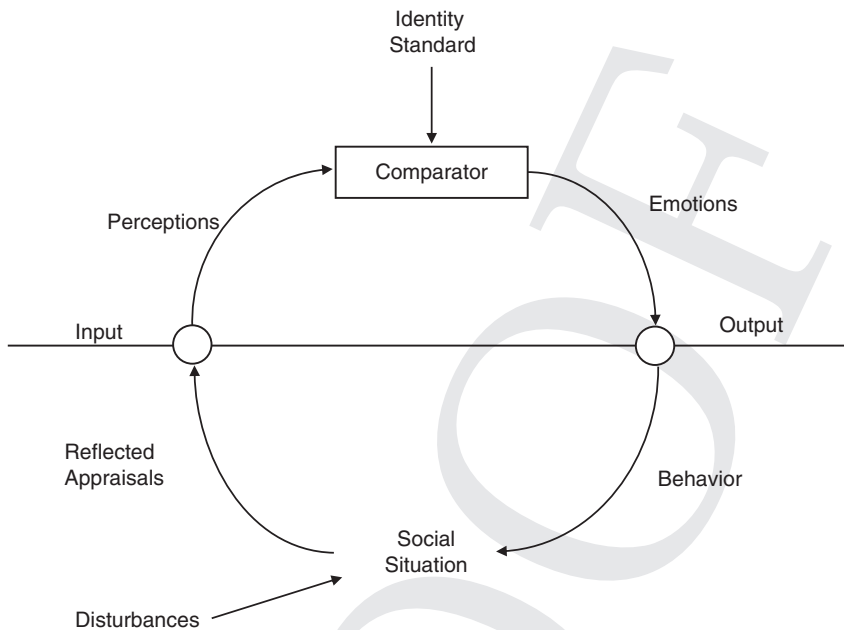 Identity
Standard
Comparator
Perceptions
Emotions
Input
Output
Reflected
Appraisals
Behavior
Social
Situation
Disturbances